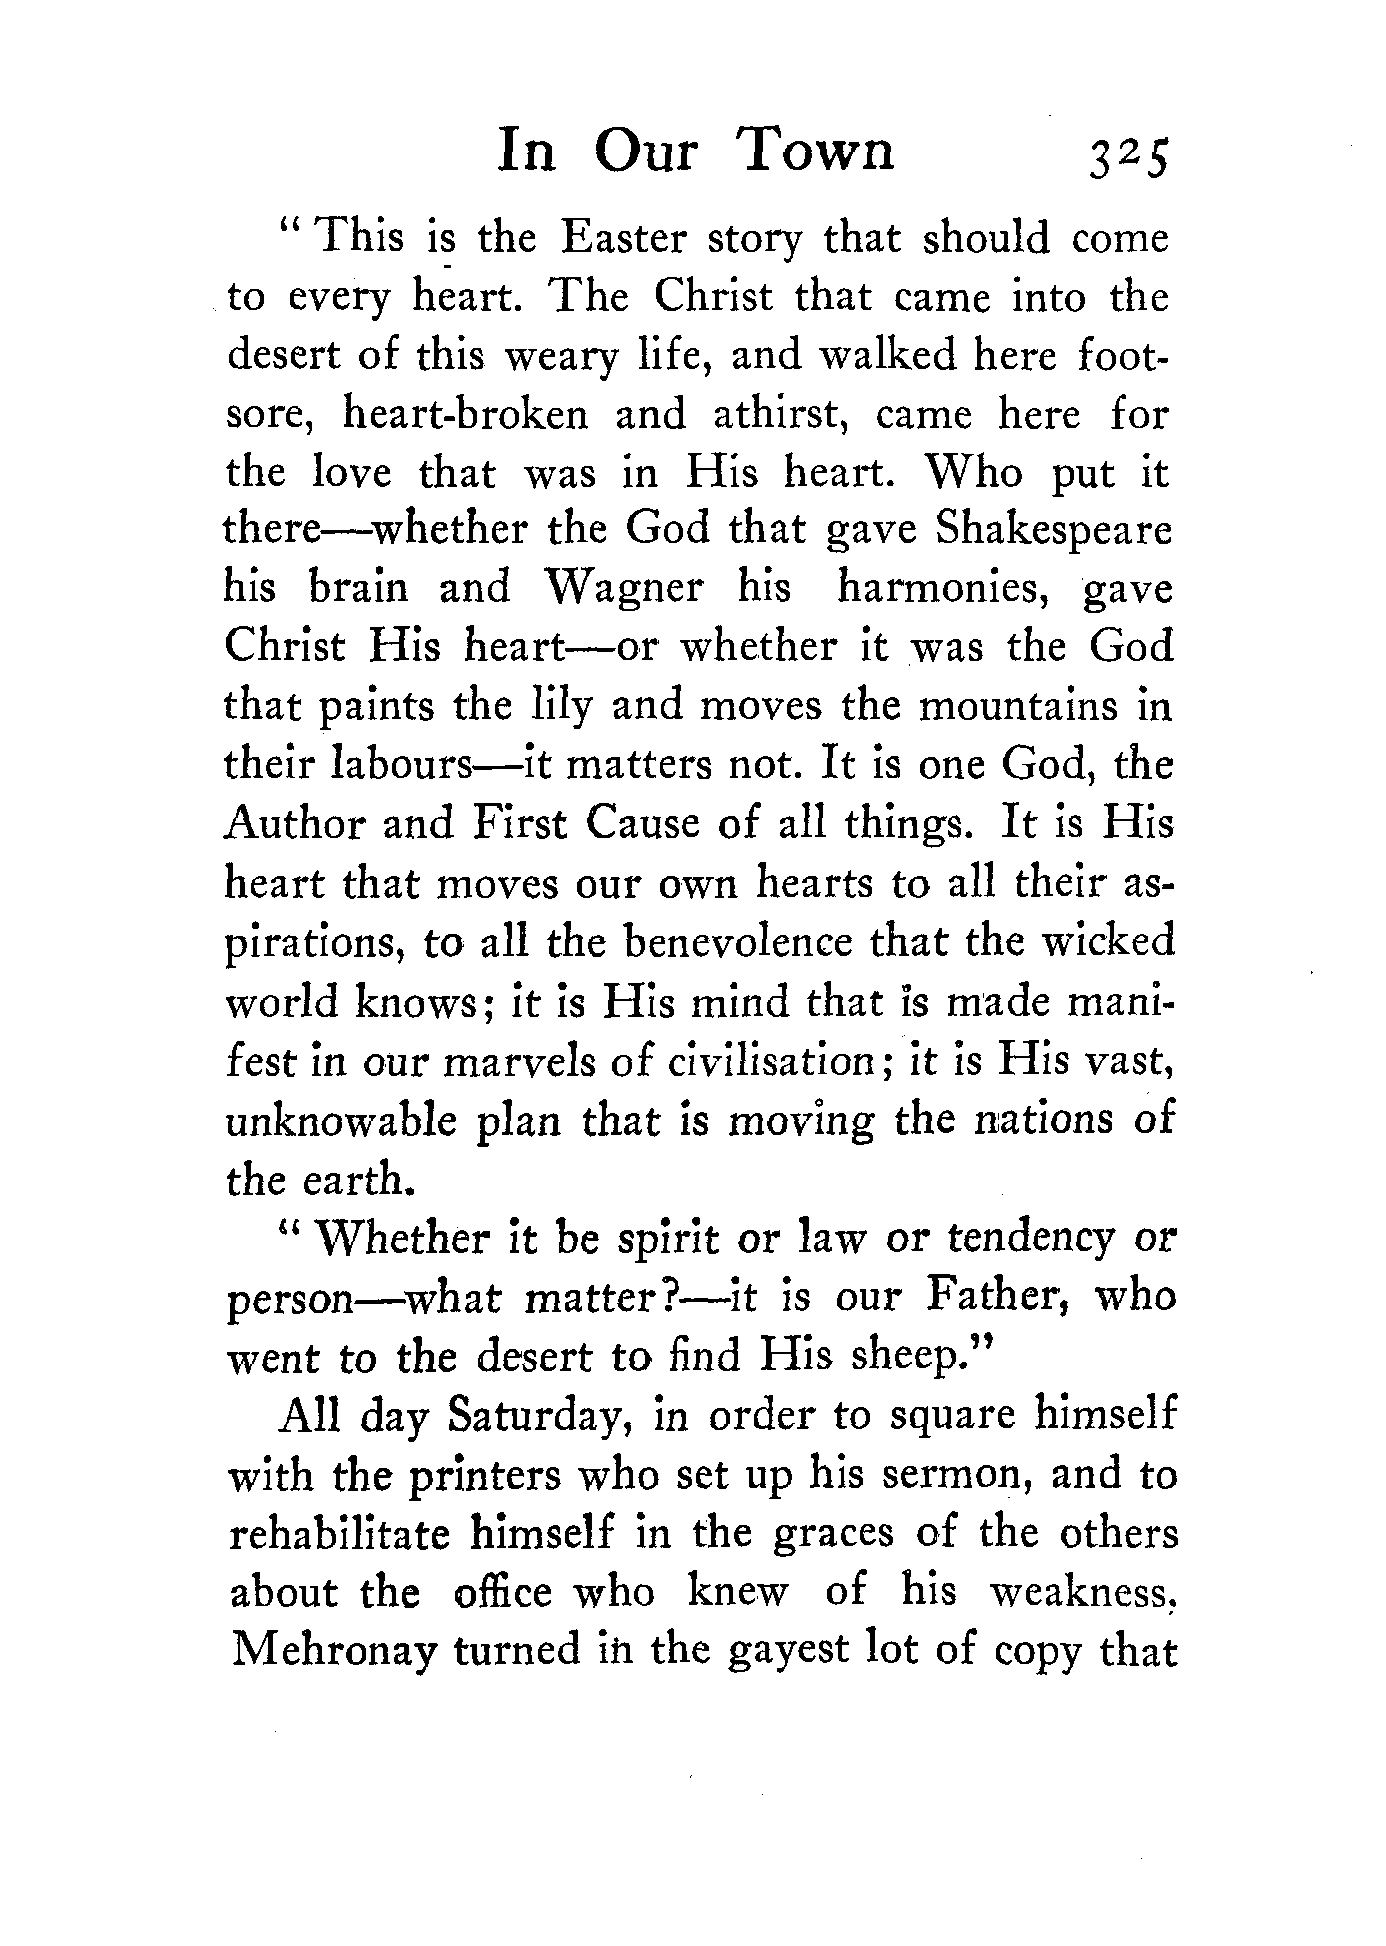 In Our Town 325
" This is the Easter story that should come
to every heart. The Christ that came into the
desert of this weary life, and walked here foot-
sore, heart-broken and athirst, came here for
the love that was in His heart. Who put it
there—whether the God that gave Shakespeare
his brain and Wagner his harmonies, gave
Christ His heart—or whether it was the God
that paints the lily and moves the mountains in
their labours—it matters not. It is one God, the
Author and First Cause of all things. It is His
heart that moves our own hearts to all their as-
pirations, to all the benevolence that the wicked
world knows; it is His mind that is made mani-
fest in our marvels of civilisation; it is His vast,
unknowable plan that is moving the nations of
the earth.
" Whether it be spirit or law or tendency or
person—what matter?—it is our Father, who
went to the desert to find His sheep."
All day Saturday, in order to square himself
with the printers who set up his sermon, and to
rehabilitate himself in the graces of the others
about the office who knew of his weakness,
Mehronay turned in the gayest lot of copy that